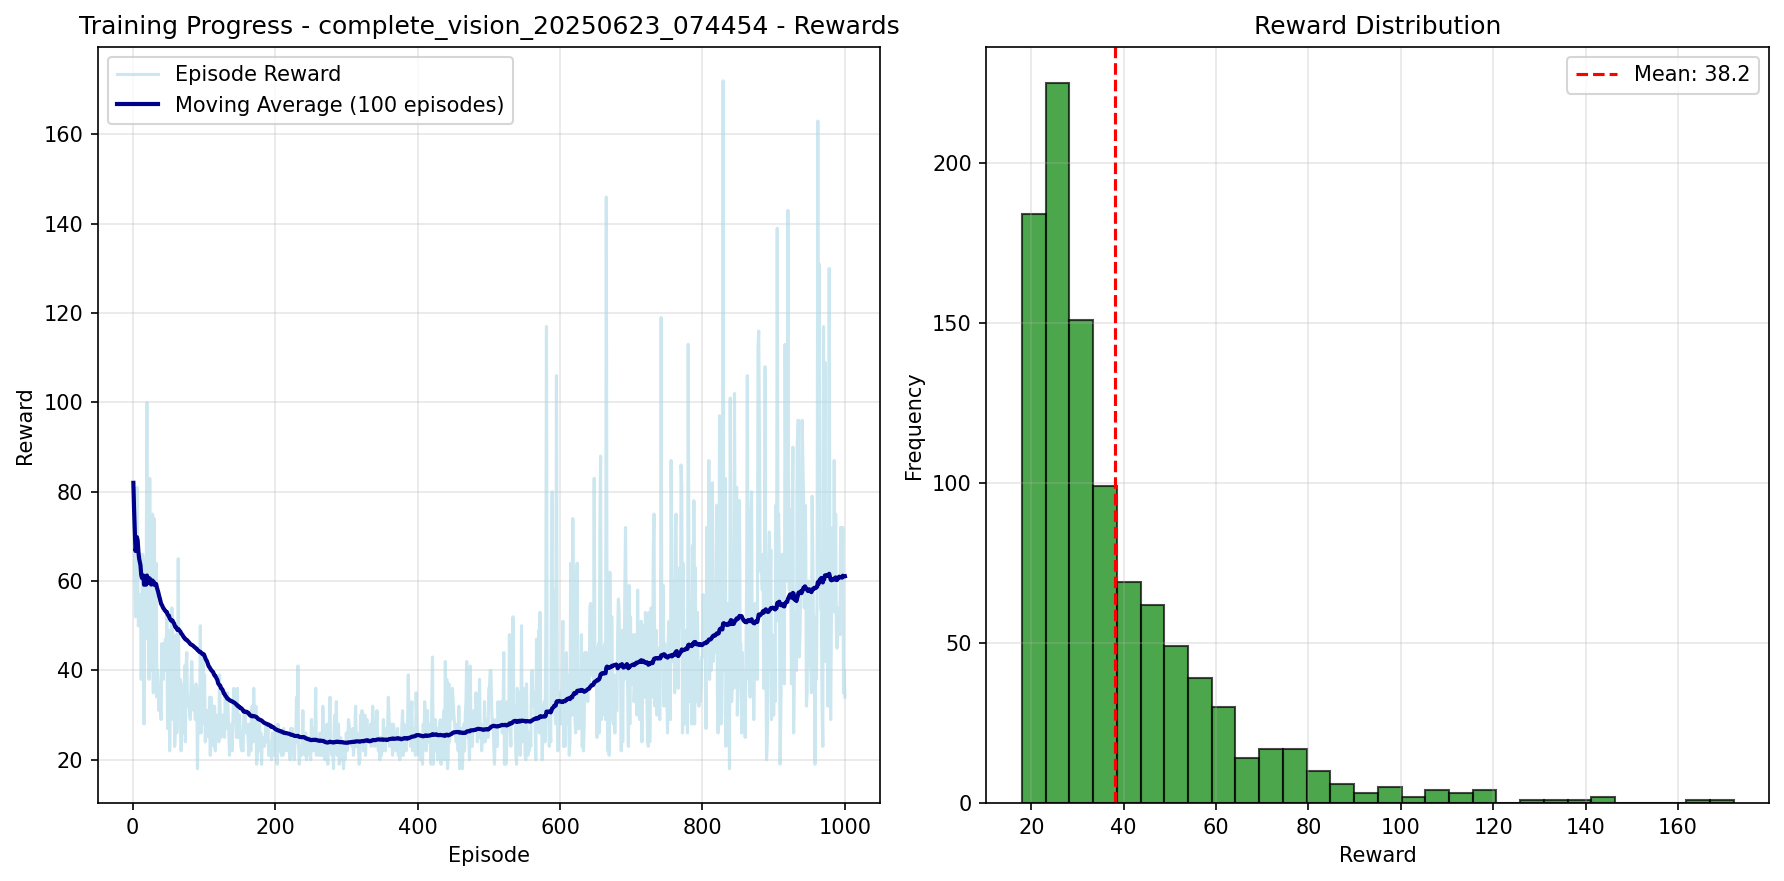 Training Progress - complete_vision_20250623_074454 - Rewards
Episode Reward
Moving Average (100 episodes)
Reward
160
140
120
100
80
60
40
20
0 200 400 600 800 1000
Episode
Reward Distribution
Mean: 38.2
Frequency
200
150
100
50
0
20 40 60 80 100 120 140 160
Reward